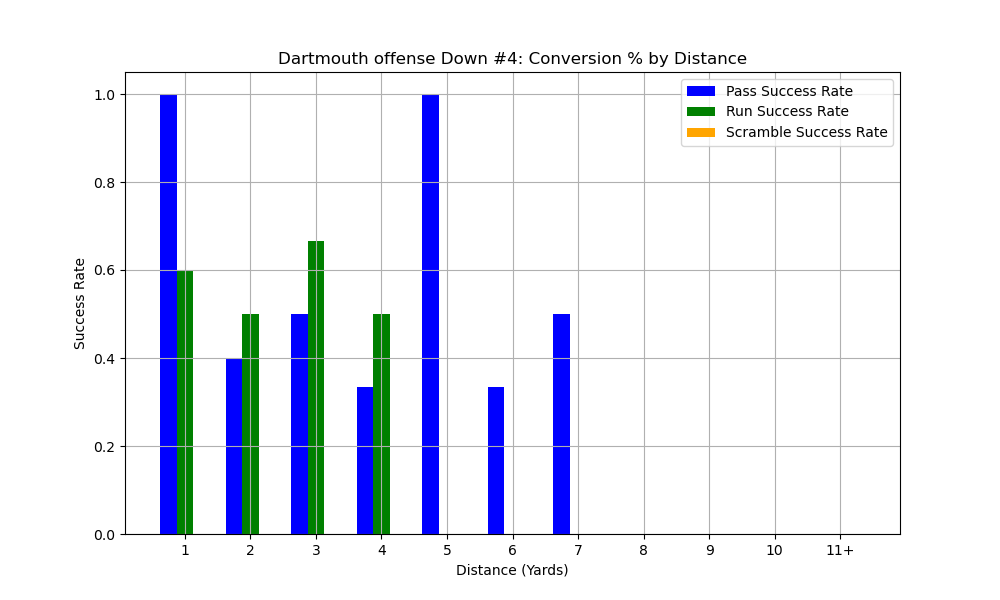 Dartmouth offense Down #4: Conversion % by Distance
Pass Success Rate
Run Success Rate
Scramble Success Rate
Success Rate
1.0
0.8
0.6
0.4
0.2
0.0
1 2 3 4 5 6 7 8 9 10 11+
Distance (Yards)